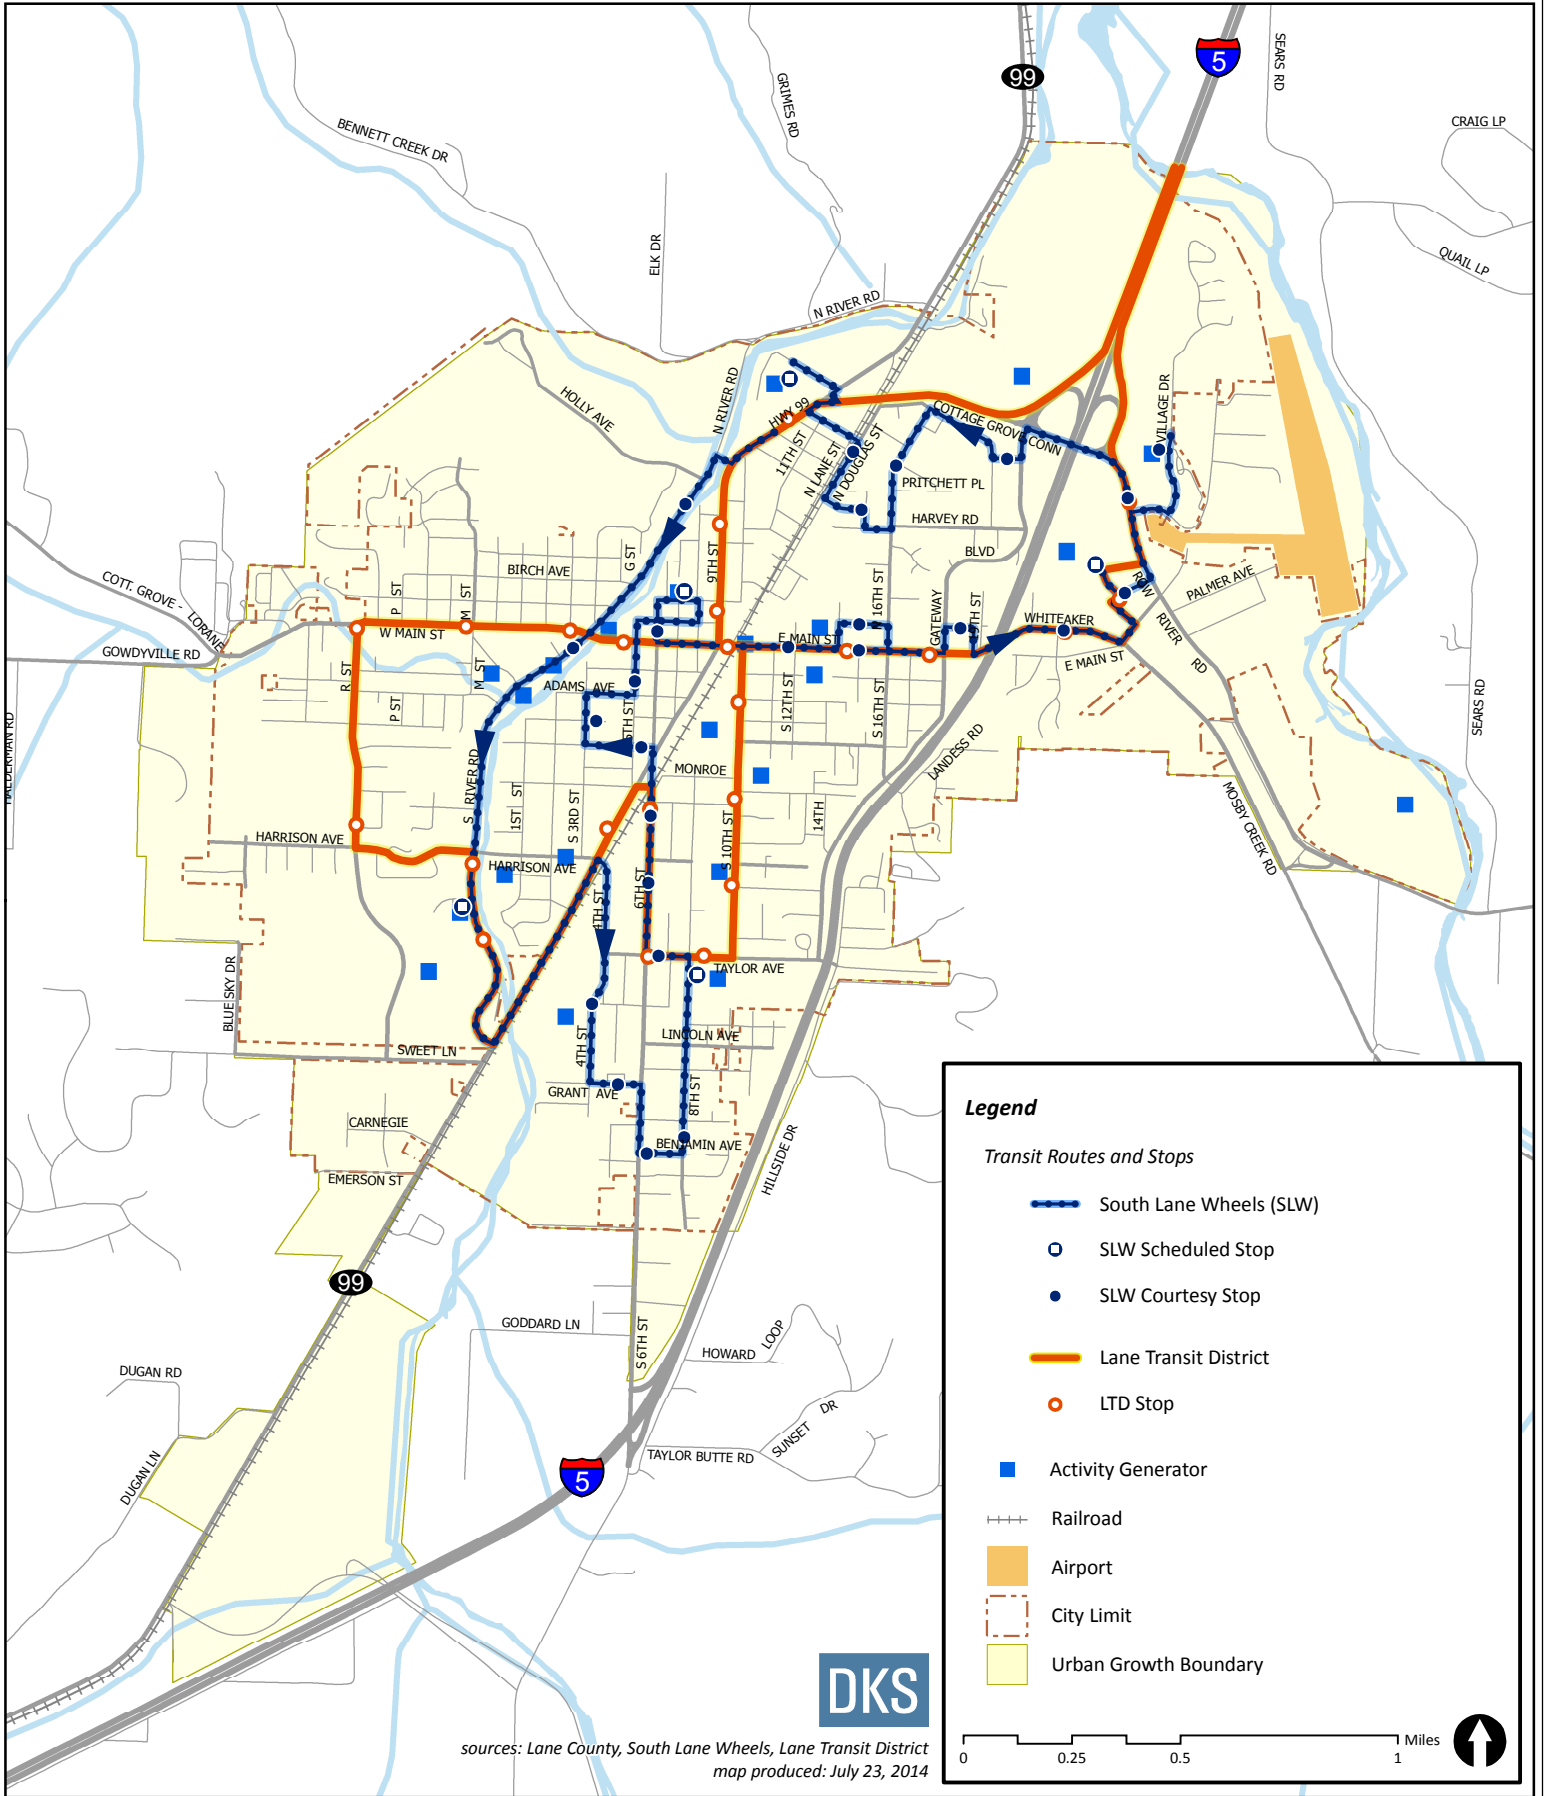 5
99
SEARS RD
GRIMES RD
CRAIG LP
BENNETT CREEK DR
QUAIL LP
ELK DR
N RIVER RD
N RIVER RD
HOLLY AVE
HWY 99
VILLAGE DR
COTTAGE GROVE CONN
11TH ST
N LANE ST
N DOUGLAS ST
PRITCHETT PL
HARVEY RD
BLVD
G ST
9TH ST
BIRCH AVE
COTT. GROVE - LORANE
P ST
M ST
N 16TH ST
GATEWAY
19TH ST
ROW RIVER RD
PALMER AVE
WHITEAKER
W MAIN ST
E MAIN ST
E MAIN ST
GOWDYVILLE RD
R ST
M ST
P ST
ADAMS AVE
5TH ST
S 12TH ST
S 16TH ST
SEARS RD
HALDERMAN RD
LANDESS RD
MONROE
S RIVER RD
1ST ST
S 3RD ST
14TH
MOSBY CREEK RD
HARRISON AVE
HARRISON AVE
S 10TH ST
6TH ST
4TH ST
TAYLOR AVE
BLUE SKY DR
SWEET LN
4TH ST
LINCOLN AVE
GRANT AVE
8TH ST
CARNEGIE
BENJAMIN AVE
HILLSIDE DR
EMERSON ST
99
GODDARD LN
S 6TH ST
HOWARD LOOP
DUGAN RD
SUNSET DR
TAYLOR BUTTE RD
DUGAN LN
5
Legend
Transit Routes and Stops
South Lane Wheels (SLW)
SLW Scheduled Stop
SLW Courtesy Stop
Lane Transit District
LTD Stop
Activity Generator
Railroad
Airport
City Limit
Urban Growth Boundary
Miles
0 0.25 0.5 1
DKS
sources: Lane County, South Lane Wheels, Lane Transit District
map produced: July 23, 2014